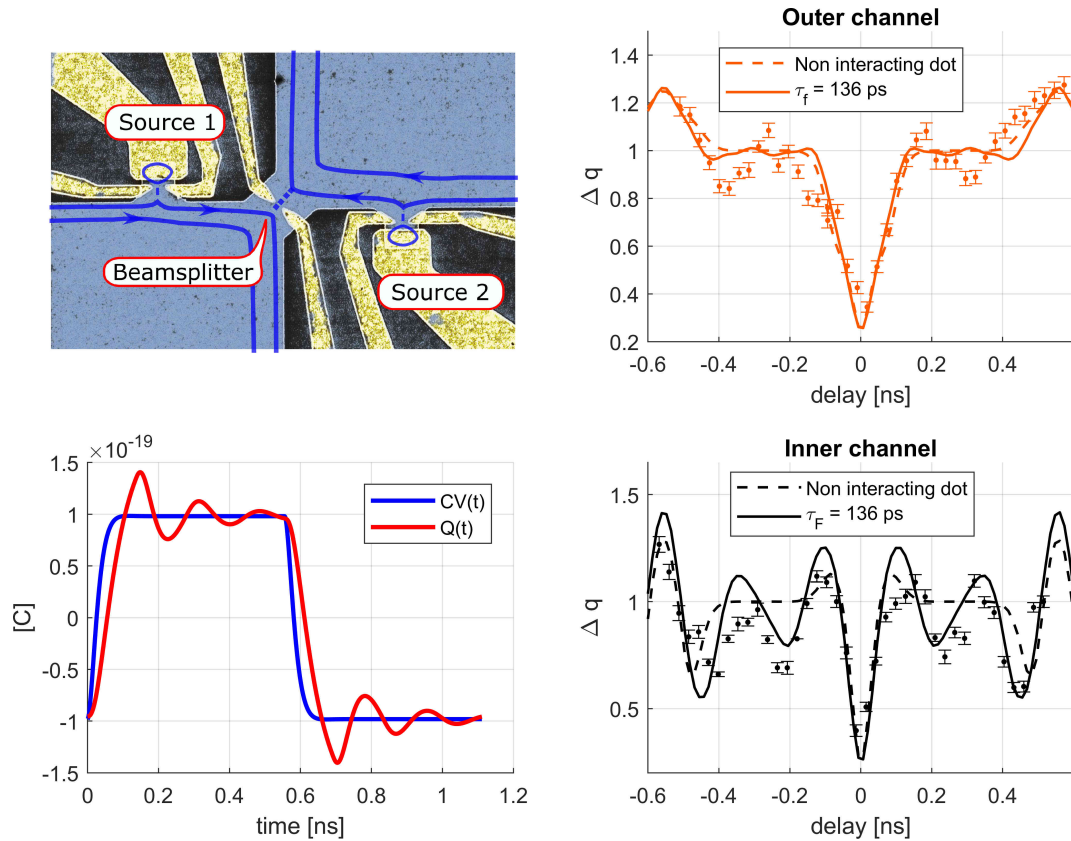 Source 1
Beamsplitter
Source 2
Outer channel
Non interacting dot
τf = 136 ps
Δ q
1.4
1.2
1
0.8
0.6
0.4
0.2
-0.6
-0.4
-0.2
0
0.2
0.4
delay [ns]
×10-19
CV(t)
Q(t)
[C]
1.5
1
0.5
0
-0.5
-1
-1.5
0
0.2
0.4
0.6
0.8
1
1.2
time [ns]
Inner channel
Non interacting dot
τF = 136 ps
Δ q
1.5
1
0.5
-0.6
-0.4
-0.2
0
0.2
0.4
delay [ns]